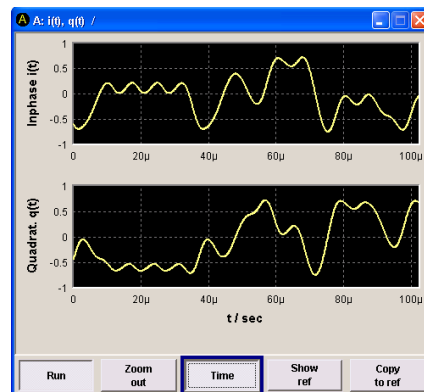 A A: i(t), q(t) /
Inphase i(t)
1
0.5
0
-0.5
-1
0 20μ 40μ 60μ 80μ 100μ
Quadrat. q(t)
1
0.5
0
-0.5
-1
0 20μ 40μ 60μ 80μ 100μ
t / sec
Run
Zoom
out
Time
Show
ref
Copy
to ref